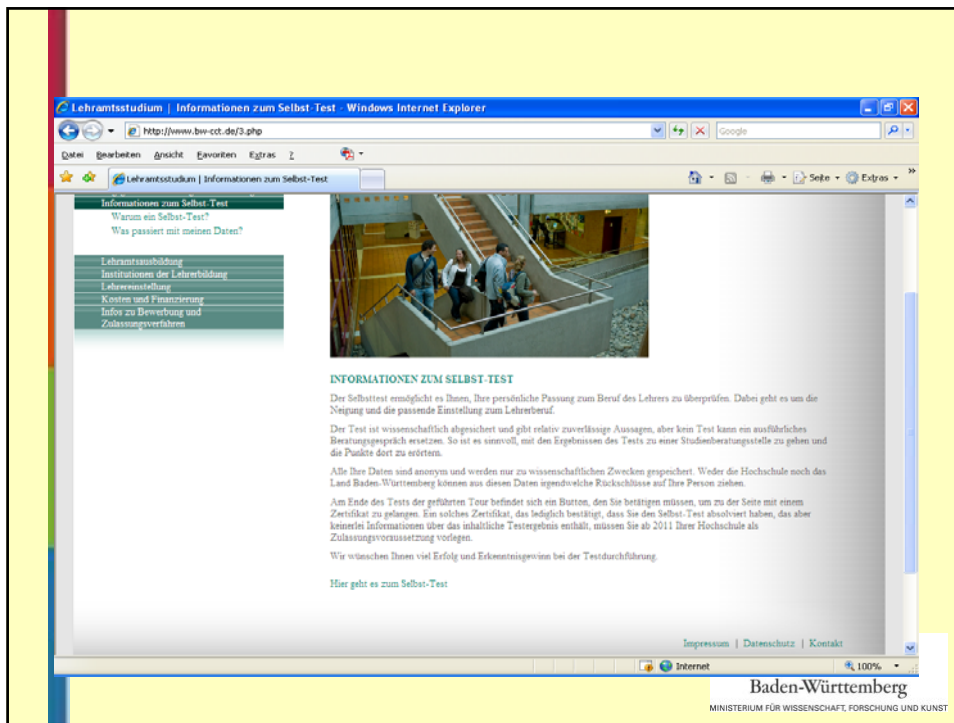 Lehramtsstudium | Informationen zum Selbst-Test - Windows Internet Explorer
http://www.bw-cct.de/3.php
Google
Datei Bearbeiten Ansicht Favoriten Extras ?
Lehramtsstudium | Informationen zum Selbst-Test
Seite
Extras
»
Informationen zum Selbst-Test
Warum ein Selbst-Test?
Was passiert mit meinen Daten?
Lehramtsausbildung
Institutionen der Lehrerbildung
Lehrereinstellung
Kosten und Finanzierung
Infos zu Bewerbung und
Zulassungsverfahren
INFORMATIONEN ZUM SELBST-TEST
Der Selbsttest ermöglicht es Ihnen, Ihre persönliche Passung zum Beruf des Lehrers zu überprüfen. Dabei geht es um die
Neigung und die passende Einstellung zum Lehrerberuf.
Der Test ist wissenschaftlich abgesichert und gibt relativ zuverlässige Aussagen, aber kein Test kann ein ausführliches
Beratungsgespräch ersetzen. So ist es sinnvoll, mit den Ergebnissen des Tests zu einer Studienberatungsstelle zu gehen und
die Punkte dort zu erörtern.
Alle Ihre Daten sind anonym und werden nur zu wissenschaftlichen Zwecken gespeichert. Weder die Hochschule noch das
Land Baden-Württemberg können aus diesen Daten irgendwelche Rückschlüsse auf Ihre Person ziehen.
Am Ende des Tests der geführten Tour befindet sich ein Button, den Sie betätigen müssen, um zu der Seite mit einem
Zertifikat zu gelangen. Ein solches Zertifikat, das lediglich bestätigt, dass Sie den Selbst-Test absolviert haben, das aber
keinerlei Informationen über das inhaltliche Testergebnis enthält, müssen Sie ab 2011 Ihrer Hochschule als
Zulassungsvoraussetzung vorlegen.
Wir wünschen Ihnen viel Erfolg und Erkenntnisgewinn bei der Testdurchführung.
Hier geht es zum Selbst-Test
Impressum | Datenschutz | Kontakt
Internet
100%
Baden-Württemberg
MINISTERIUM FÜR WISSENSCHAFT, FORSCHUNG UND KUNST